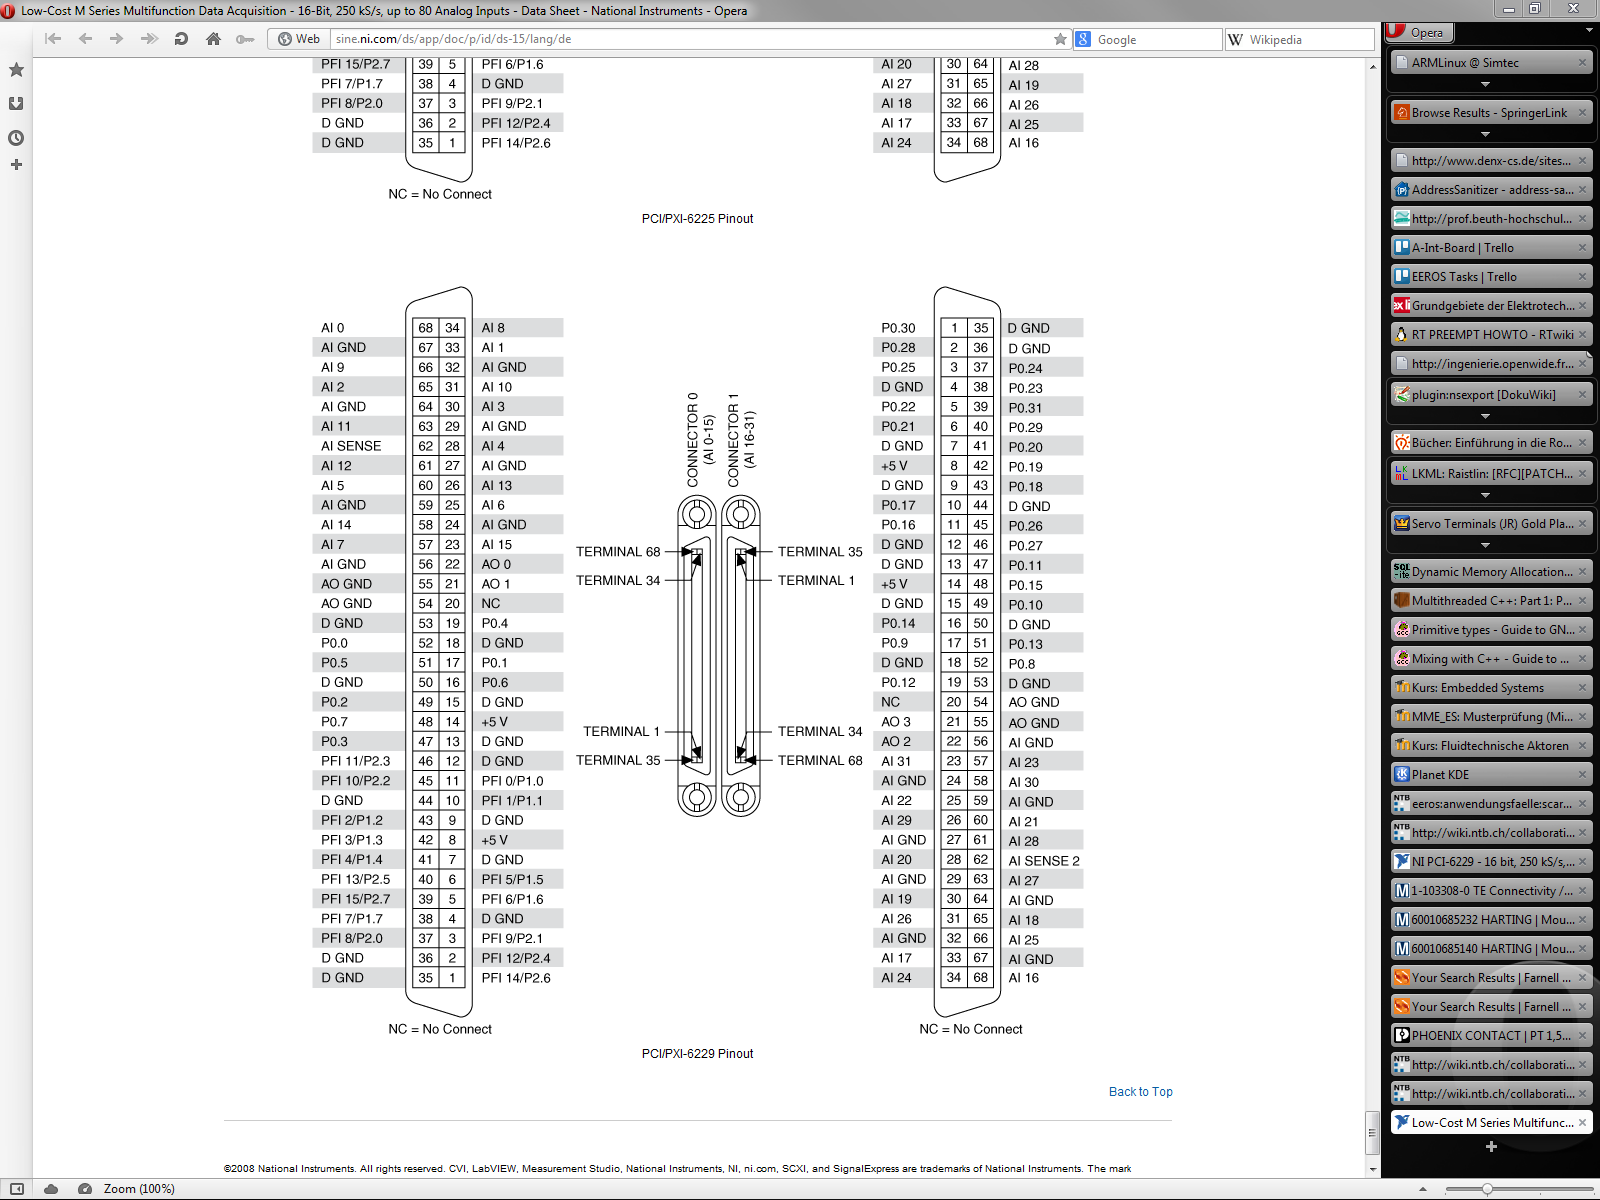 Low-Cost M Series Multifunction Data Acquisition - 16-Bit, 250 kS/s, up to 80 Analog Inputs - Data Sheet - National Instruments - Opera
Web sine.ni.com/ds/app/doc/p/id/ds-15/lang/de Google Wikipedia
PFI 15/P2.7 39 5 PFI 6/P1.6
PFI 7/P1.7 38 4 D GND
PFI 8/P2.0 37 3 PFI 9/P2.1
D GND 36 2 PFI 12/P2.4
D GND 35 1 PFI 14/P2.6
NC = No Connect
AI 20 30 64 AI 28
AI 27 31 65 AI 19
AI 18 32 66 AI 26
AI 17 33 67 AI 25
AI 24 34 68 AI 16
PCI/PXI-6225 Pinout
AI 0 68 34 AI 8
AI GND 67 33 AI 1
AI 9 66 32 AI GND
AI 2 65 31 AI 10
AI GND 64 30 AI 3
AI 11 63 29 AI GND
AI SENSE 62 28 AI 4
AI 12 61 27 AI GND
AI 5 60 26 AI 13
AI GND 59 25 AI 6
AI 14 58 24 AI GND
AI 7 57 23 AI 15
AI GND 56 22 AO 0
AO GND 55 21 AO 1
AO GND 54 20 NC
D GND 53 19 P0.4
P0.0 52 18 D GND
P0.5 51 17 P0.1
D GND 50 16 P0.6
P0.2 49 15 D GND
P0.7 48 14 +5 V
P0.3 47 13 D GND
PFI 11/P2.3 46 12 D GND
PFI 10/P2.2 45 11 PFI 0/P1.0
D GND 44 10 PFI 1/P1.1
PFI 2/P1.2 43 9 D GND
PFI 3/P1.3 42 8 +5 V
PFI 4/P1.4 41 7 D GND
PFI 13/P2.5 40 6 PFI 5/P1.5
PFI 15/P2.7 39 5 PFI 6/P1.6
PFI 7/P1.7 38 4 D GND
PFI 8/P2.0 37 3 PFI 9/P2.1
D GND 36 2 PFI 12/P2.4
D GND 35 1 PFI 14/P2.6
NC = No Connect
CONNECTOR 0
(AI 0-15)
CONNECTOR 1
(AI 16-31)
TERMINAL 68 TERMINAL 35
TERMINAL 34 TERMINAL 1
TERMINAL 1 TERMINAL 34
TERMINAL 35 TERMINAL 68
P0.30 1 35 D GND
P0.28 2 36 D GND
P0.25 3 37 P0.24
D GND 4 38 P0.23
P0.22 5 39 P0.31
P0.21 6 40 P0.29
D GND 7 41 P0.20
+5 V 8 42 P0.19
D GND 9 43 P0.18
P0.17 10 44 D GND
P0.16 11 45 P0.26
D GND 12 46 P0.27
D GND 13 47 P0.11
+5 V 14 48 P0.15
D GND 15 49 P0.10
P0.14 16 50 D GND
P0.9 17 51 P0.13
D GND 18 52 P0.8
P0.12 19 53 D GND
NC 20 54 AO GND
AO 3 21 55 AO GND
AO 2 22 56 AI GND
AI 31 23 57 AI 23
AI GND 24 58 AI 30
AI 22 25 59 AI GND
AI 29 26 60 AI 21
AI GND 27 61 AI 28
AI 20 28 62 AI SENSE 2
AI GND 29 63 AI 27
AI 19 30 64 AI GND
AI 26 31 65 AI 18
AI GND 32 66 AI 25
AI 17 33 67 AI GND
AI 24 34 68 AI 16
NC = No Connect
PCI/PXI-6229 Pinout
Back to Top
©2008 National Instruments. All rights reserved. CVI, LabVIEW, Measurement Studio, National Instruments, NI, ni.com, SCXI, and SignalExpress are trademarks of National Instruments. The mark
Zoom (100%)
Opera
ARMLinux @ Simtec
Browse Results - SpringerLink
http://www.denx-cs.de/sites...
AddressSanitizer - address-sa...
http://prof.beuth-hochschul...
A-Int-Board | Trello
EEROS Tasks | Trello
Grundgebiete der Elektrotech...
RT PREEMPT HOWTO - RTwiki
http://ingenierie.openwide.fr...
plugin:nsexport [DokuWiki]
Bücher: Einführung in die Ro...
LKML: Raistlin: [RFC][PATCH...
Servo Terminals (JR) Gold Pla...
Dynamic Memory Allocation...
Multithreaded C++: Part 1: P...
Primitive types - Guide to GN...
Mixing with C++ - Guide to ...
Kurs: Embedded Systems
MME_ES: Musterprüfung (Mi...
Kurs: Fluidtechnische Aktoren
Planet KDE
eeros:anwendungsfaelle:scar...
http://wiki.ntb.ch/collaborati...
NI PCI-6229 - 16 bit, 250 kS/s,...
1-103308-0 TE Connectivity /...
60010685232 HARTING | Mou...
60010685140 HARTING | Mou...
Your Search Results | Farnell ...
Your Search Results | Farnell ...
PHOENIX CONTACT | PT 1,5...
http://wiki.ntb.ch/collaborati...
http://wiki.ntb.ch/collaborati...
Low-Cost M Series Multifunc...